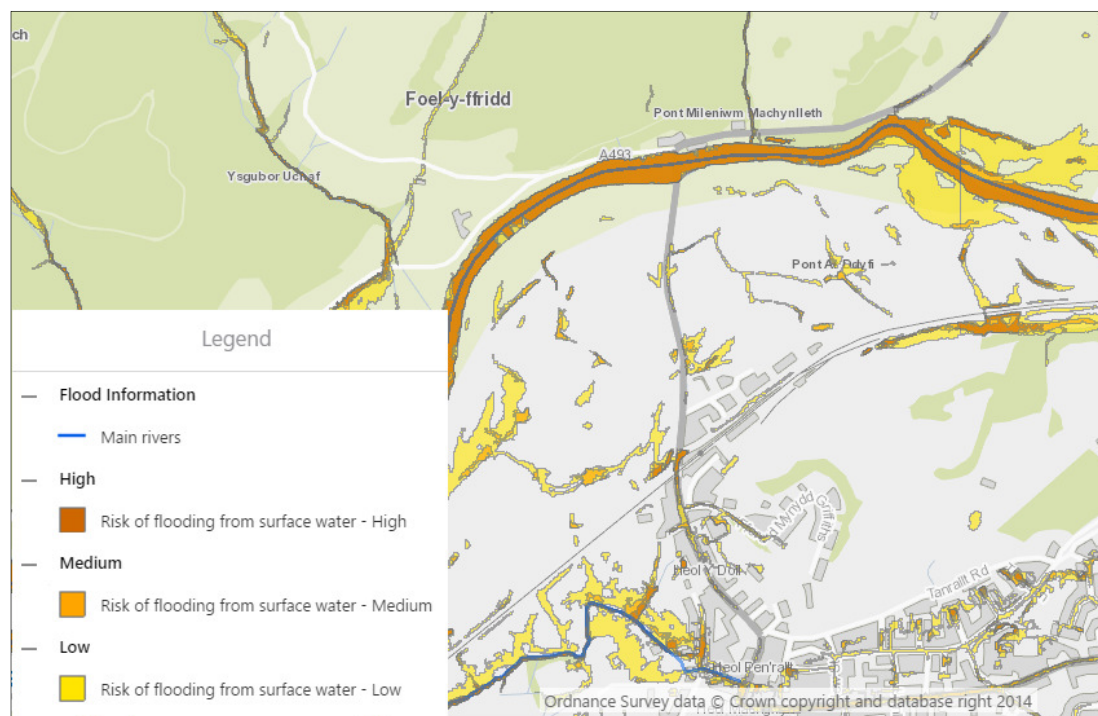 ch
Foel-y-ffridd
Pont Mileniwm Machynlleth
A493
Ysgubor Uchaf
Pont Ar Ddyfi
Legend
Flood Information
Main rivers
High
Risk of flooding from surface water - High
Medium
Risk of flooding from surface water - Medium
Low
Risk of flooding from surface water - Low
Mynydd Griffiths
Heol Y Doll
Tanrallt Rd
Heol Pen'rallt
Ordnance Survey data © Crown copyright and database right 2014